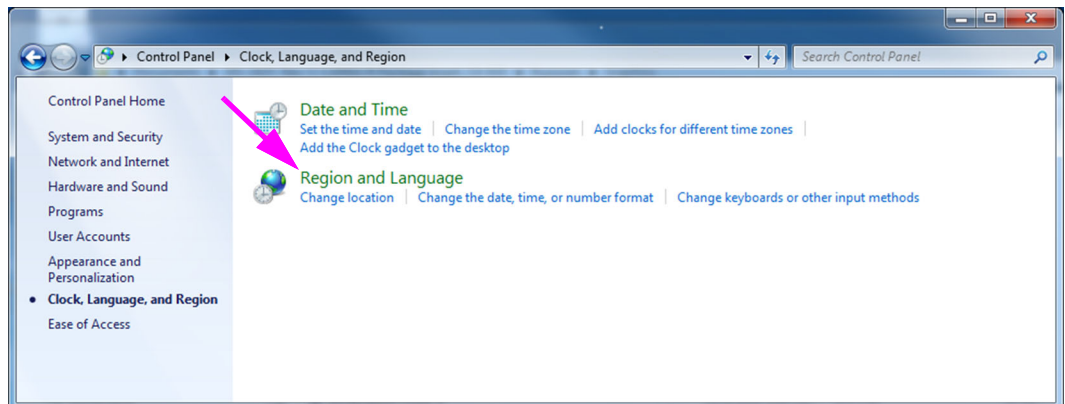 Control Panel Clock, Language, and Region Search Control Panel
Control Panel Home
System and Security
Network and Internet
Hardware and Sound
Programs
User Accounts
Appearance and
Personalization
Clock, Language, and Region
Ease of Access
Date and Time
Set the time and date Change the time zone Add clocks for different time zones
Add the Clock gadget to the desktop
Region and Language
Change location Change the date, time, or number format Change keyboards or other input methods